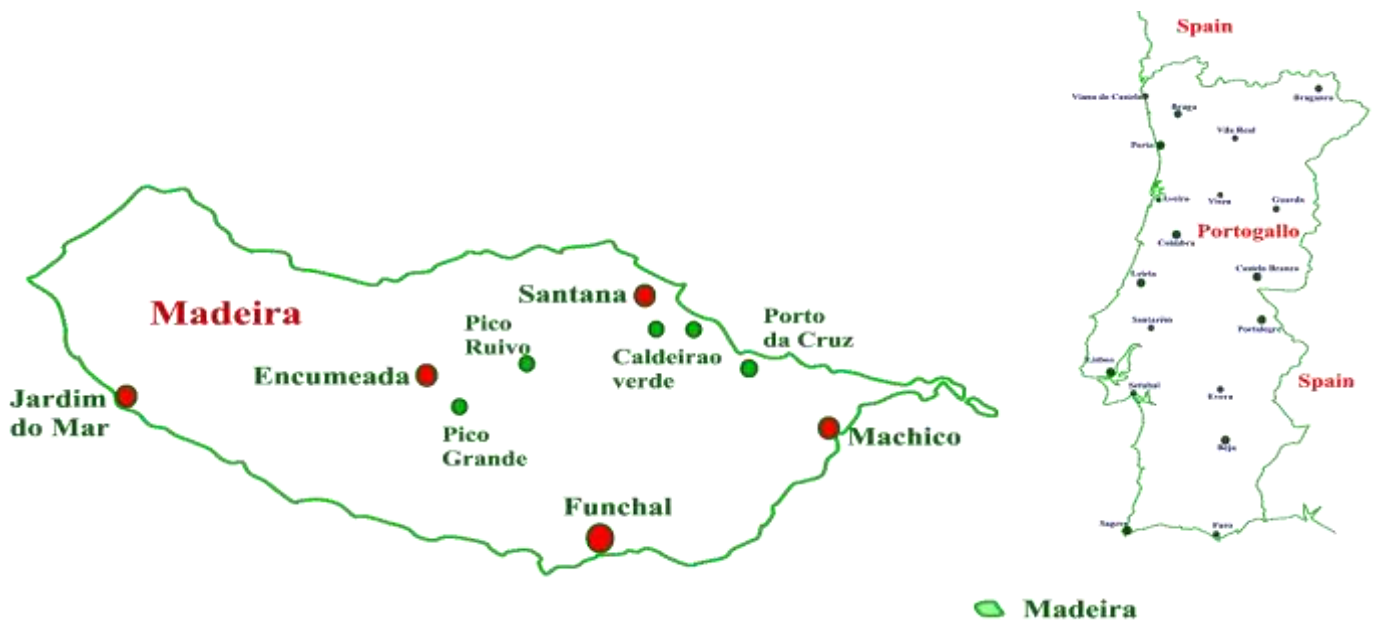 Madeira
Santana
Pico
Ruivo
Porto
da Cruz
Caldeirao
verde
Encumeada
Jardim
do Mar
Pico
Grande
Machico
Funchal
Spain
Viano do Castelo
Braga
Vila Real
Porto
Aveiro
Viseu
Guarda
Portogallo
Coimbra
Castelo Branco
Leiria
Santarém
Portalegre
Lisboa
Spain
Setubal
Evora
Beja
Sagres
Faro
Madeira